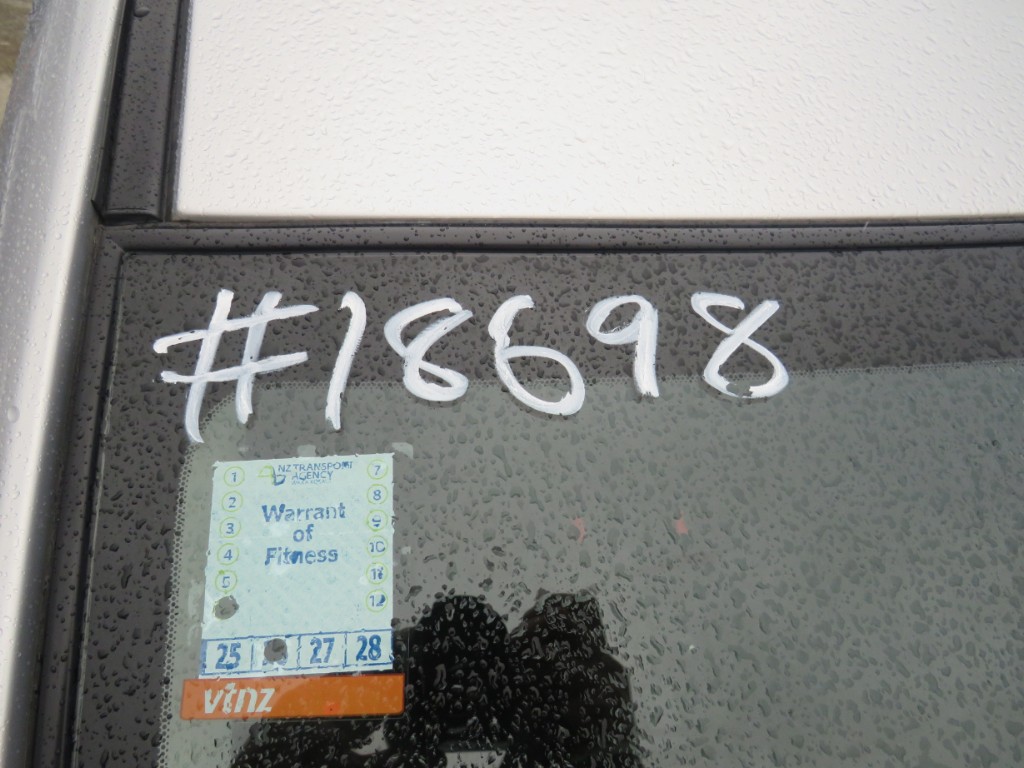 #18698
NZ TRANSPORT
AGENCY
1 7
2 8
Warrant
3 9
of
4 10
Fitness
5 11
12
25 27 28
vtnz